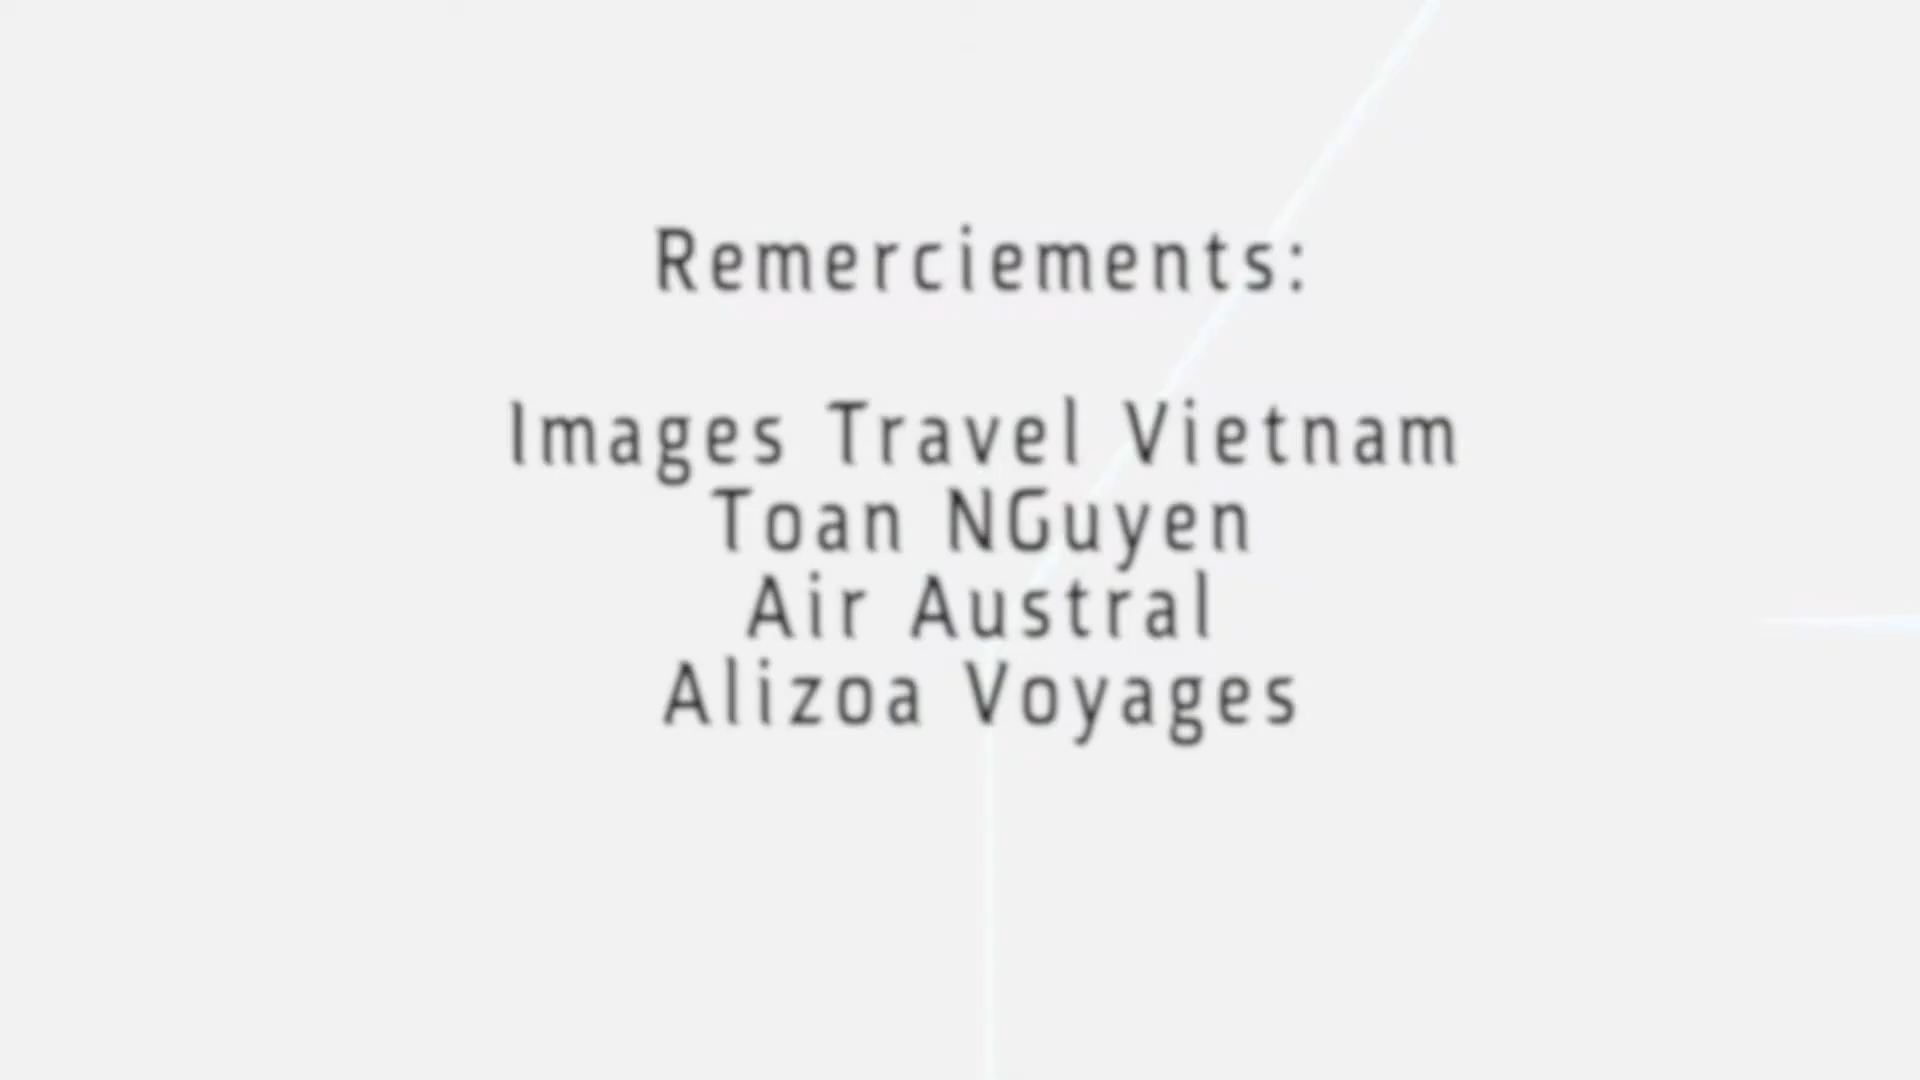 Remerciements:
Images Travel Vietnam
Toan NGuyen
Air Austral
Alizoa Voyages